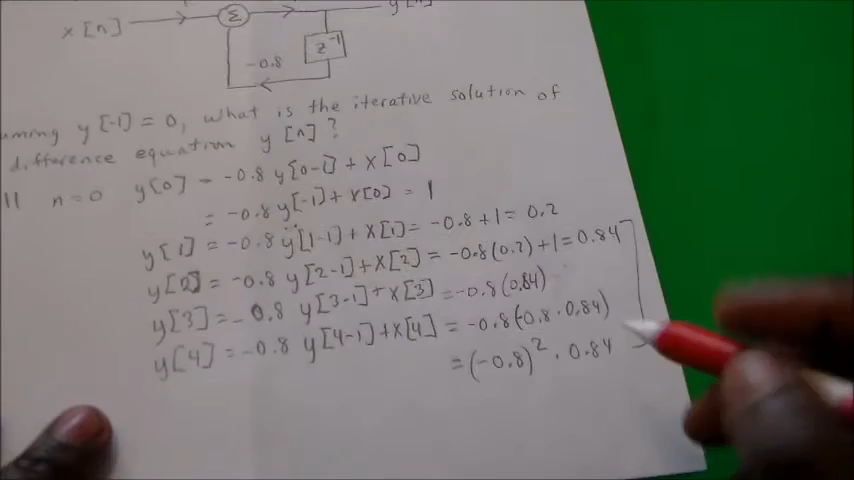 x[n] Σ y[n]
z⁻¹
-0.8
uming y[-1] = 0, what is the iterative solution of
difference equation y[n]?
ll n=0 y[0] = -0.8 y[0-1] + x[0]
= -0.8 y[-1] + x[0] = 1
y[1] = -0.8 y[1-1] + x[1] = -0.8 + 1 = 0.2
y[2] = -0.8 y[2-1] + x[2] = -0.8(0.2) + 1 = 0.84
y[3] = -0.8 y[3-1] + x[3] = -0.8(0.84)
y[4] = -0.8 y[4-1] + x[4] = -0.8(-0.8 · 0.84)
= (-0.8)² · 0.84